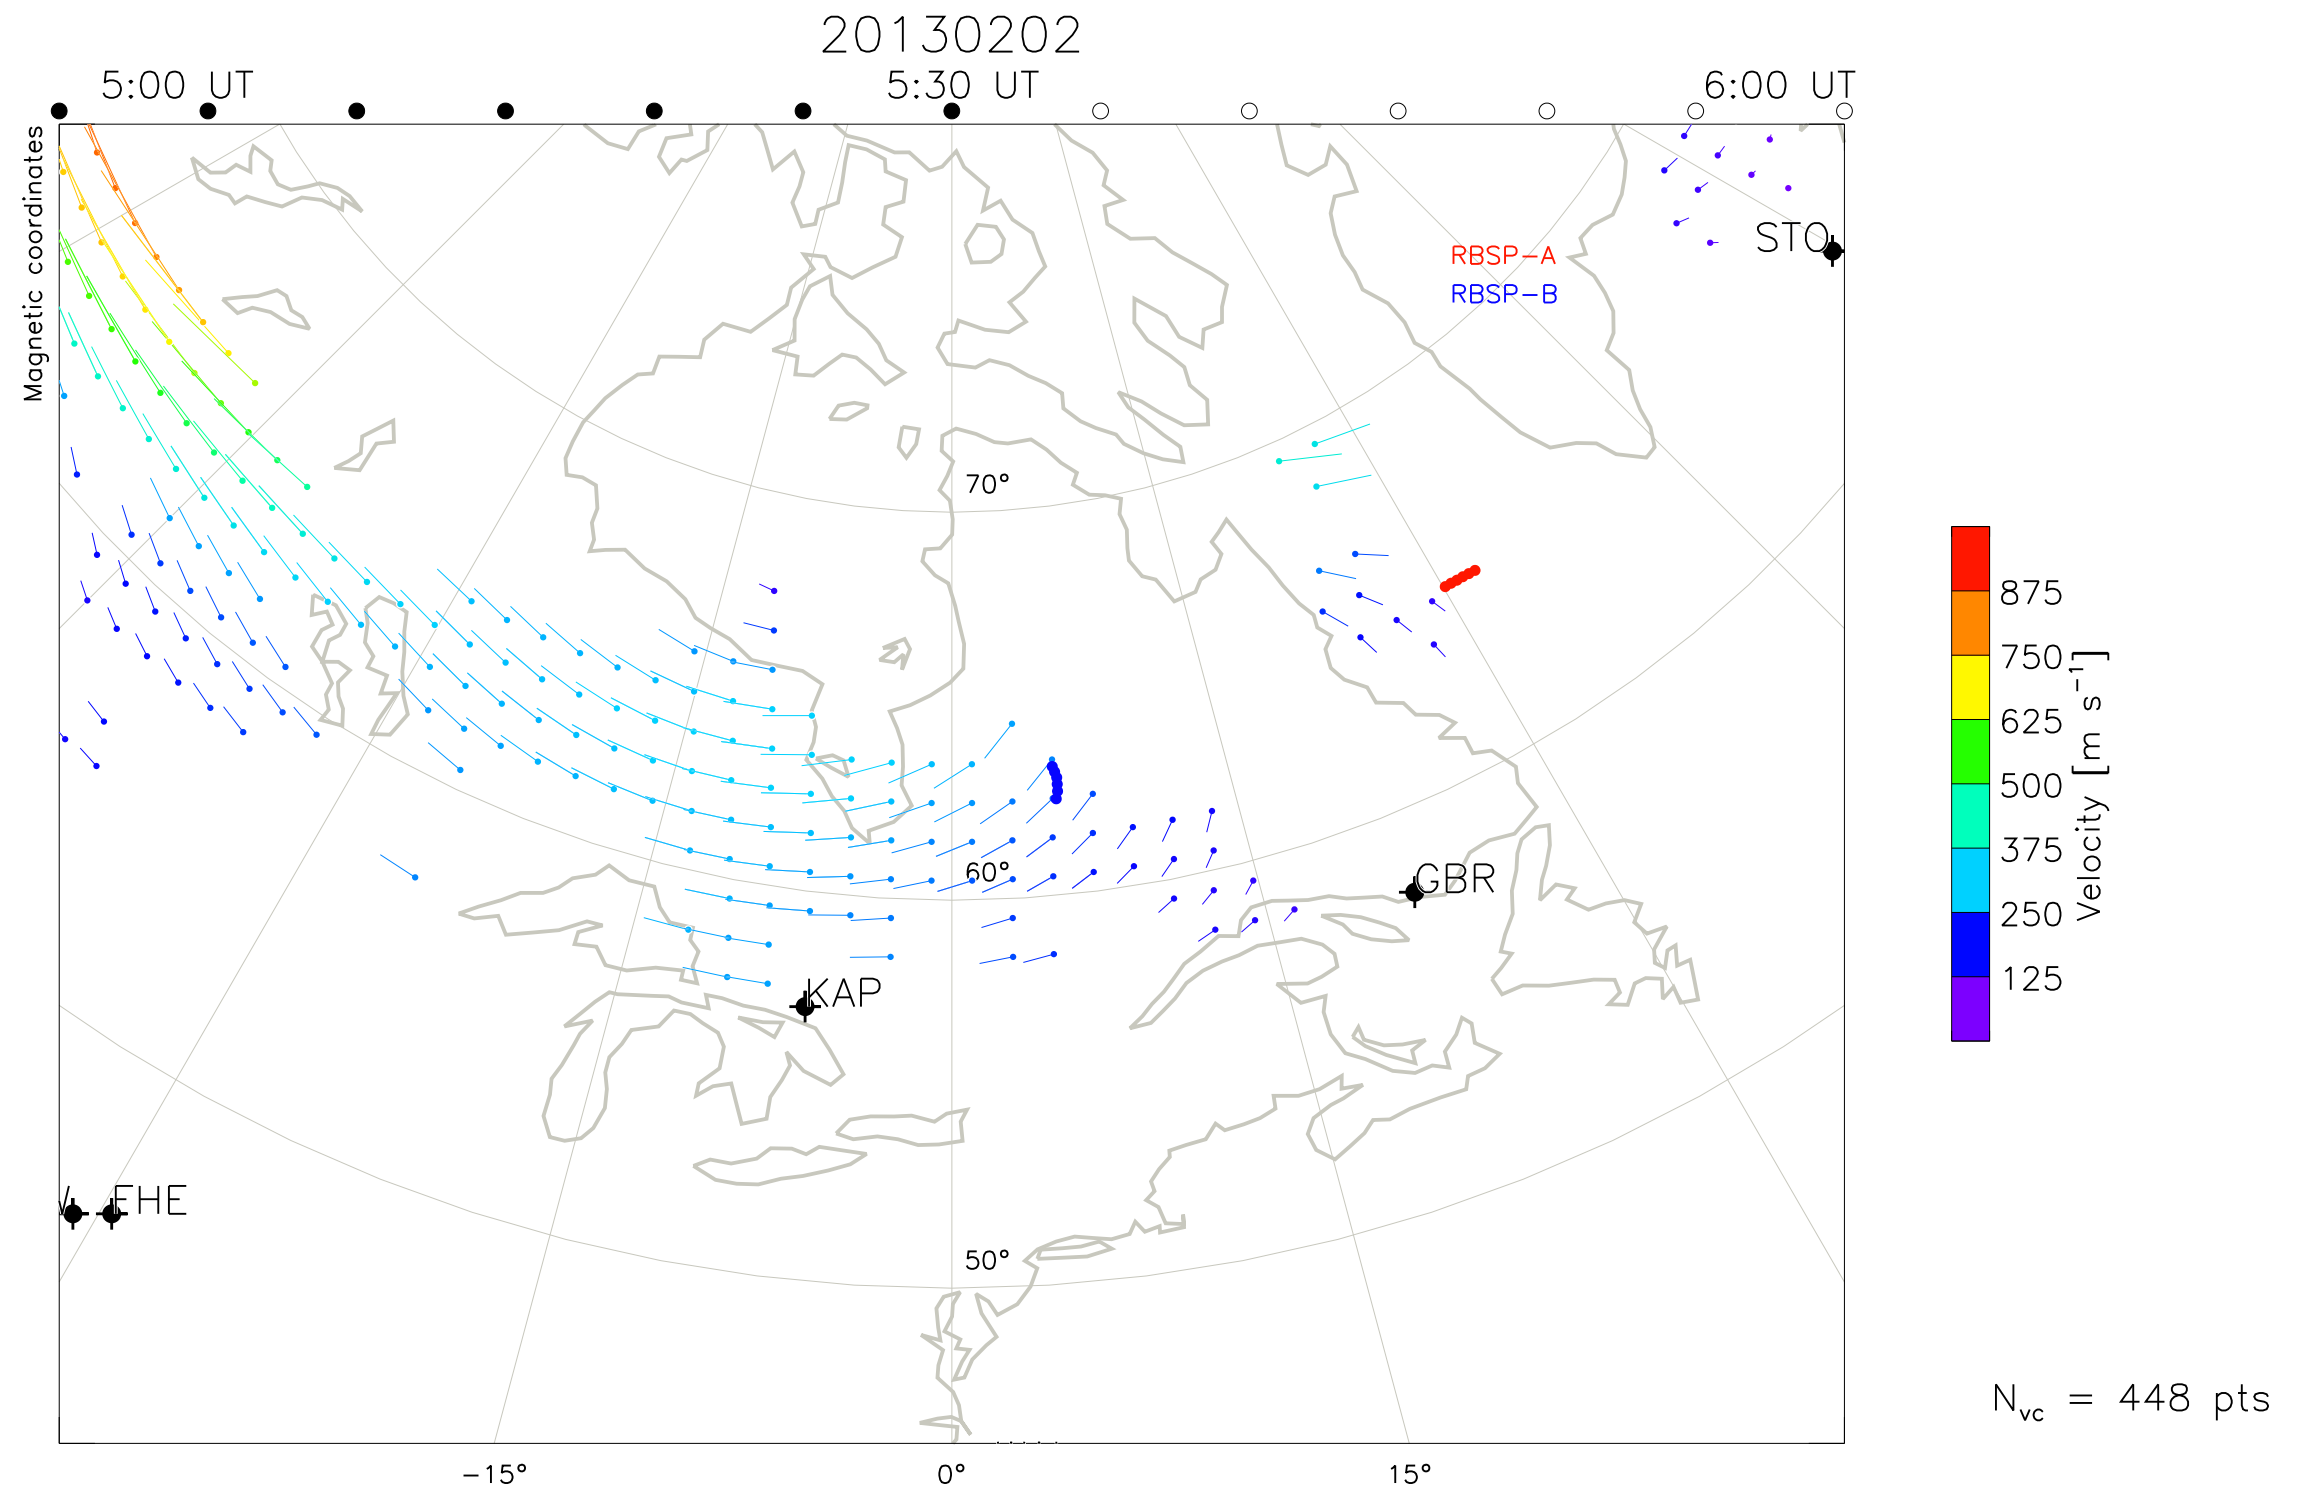 20130202
5:00 UT
5:30 UT
6:00 UT
Magnetic coordinates
STO
RBSP-A
RBSP-B
70°
875
750
625
500
375
250
125
Velocity [m s⁻¹]
60°
GBR
KAP
FHE
50°
N_vc = 448 pts
-15°
0°
15°